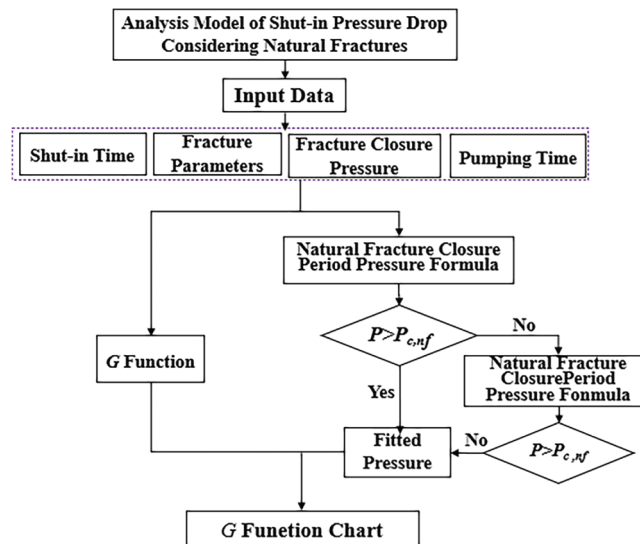 Analysis Model of Shut-in Pressure Drop
Considering Natural Fractures
Input Data
Shut-in Time
Fracture
Parameters
Fracture Closure
Pressure
Pumping Time
Natural Fracture Closure
Period Pressure Formula
P>Pc,nf
No
Yes
G Function
Natural Fracture
ClosurePeriod
Pressure Fonmula
P>Pc,nf
No
Fitted
Pressure
G Funetion Chart